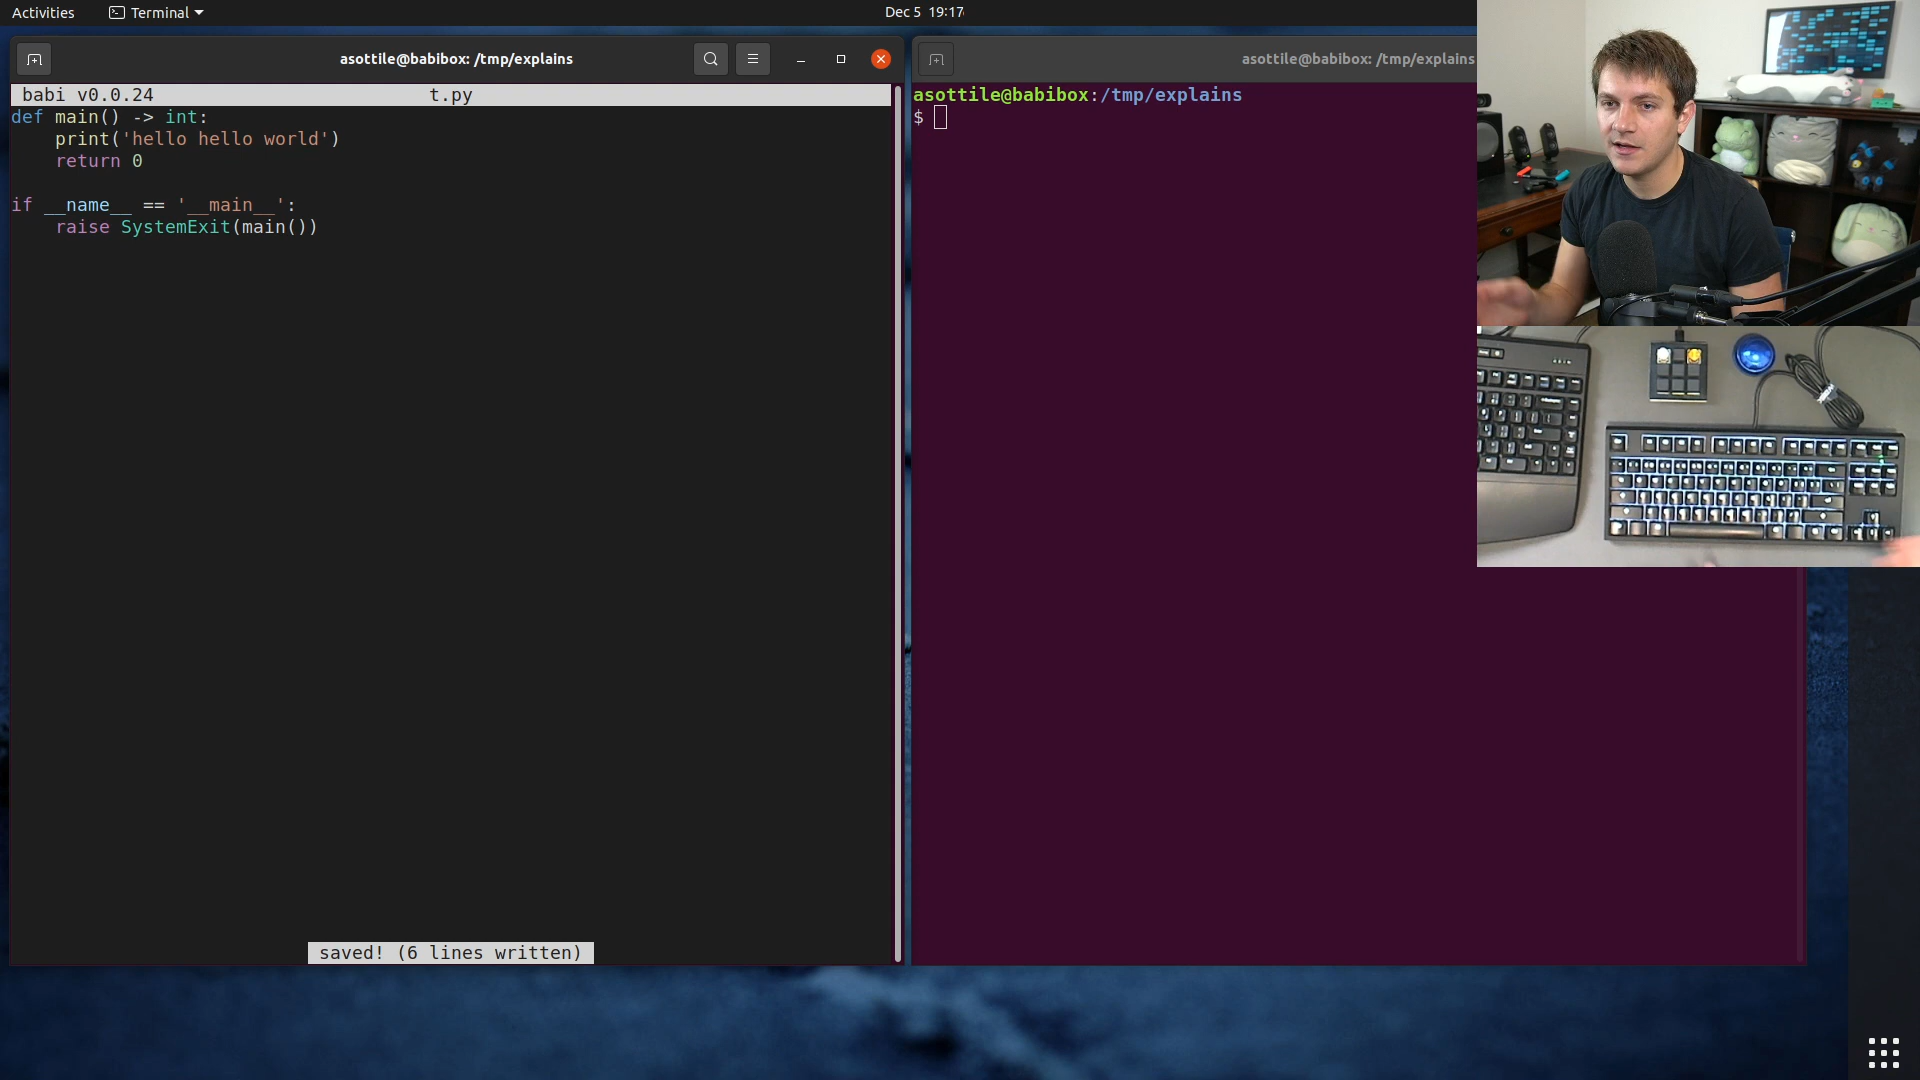 Activities
Terminal
Dec 5 19:17
asottile@babibox: /tmp/explains
babi v0.0.24 t.py
def main() -> int:
    print('hello hello world')
    return 0
if __name__ == '__main__':
    raise SystemExit(main())
saved! (6 lines written)
asottile@babibox: /tmp/explains
asottile@babibox:/tmp/explains
$